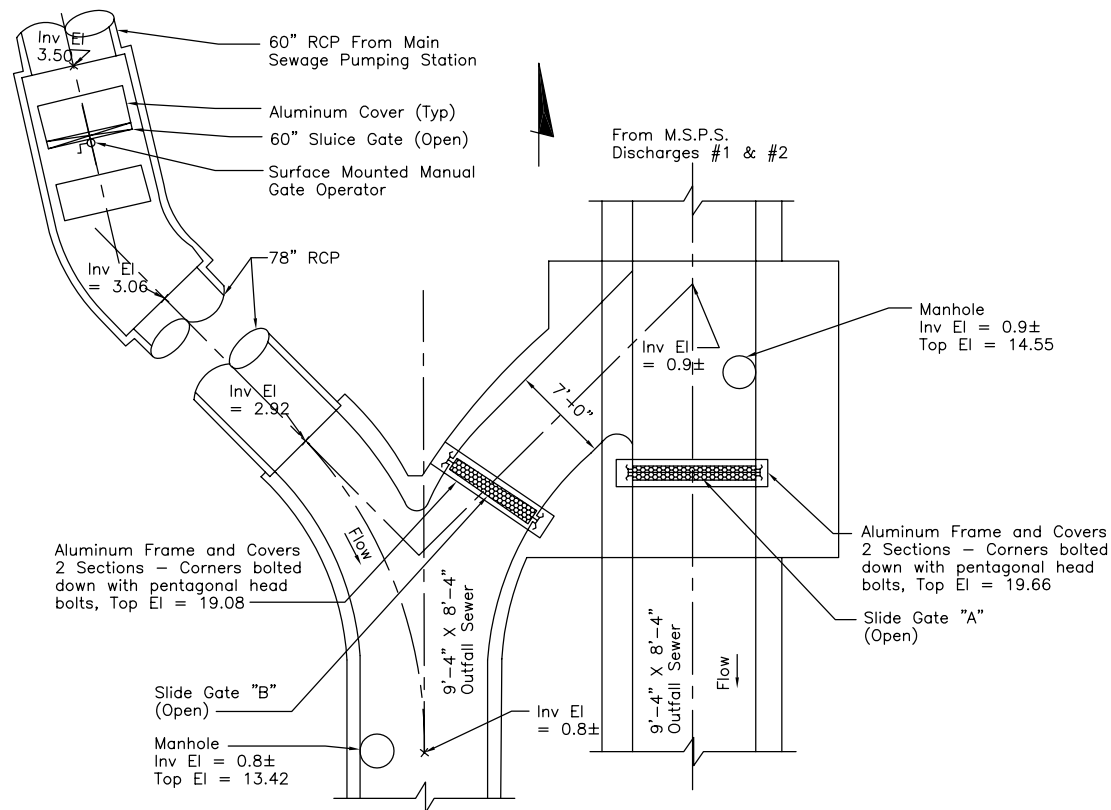 Inv El
3.50
60" RCP From Main
Sewage Pumping Station
Aluminum Cover (Typ)
60" Sluice Gate (Open)
Surface Mounted Manual
Gate Operator
From M.S.P.S.
Discharges #1 & #2
78" RCP
Inv El
= 3.06
Manhole
Inv El = 0.9±
Top El = 14.55
Inv El
= 0.9±
7'-0"
Inv El
= 2.92
Flow
Aluminum Frame and Covers
2 Sections – Corners bolted
down with pentagonal head
bolts, Top El = 19.08
Aluminum Frame and Covers
2 Sections – Corners bolted
down with pentagonal head
bolts, Top El = 19.66
Slide Gate "A"
(Open)
9'-4" X 8'-4"
Outfall Sewer
9'-4" X 8'-4"
Outfall Sewer
Flow
Slide Gate "B"
(Open)
Inv El
= 0.8±
Manhole
Inv El = 0.8±
Top El = 13.42